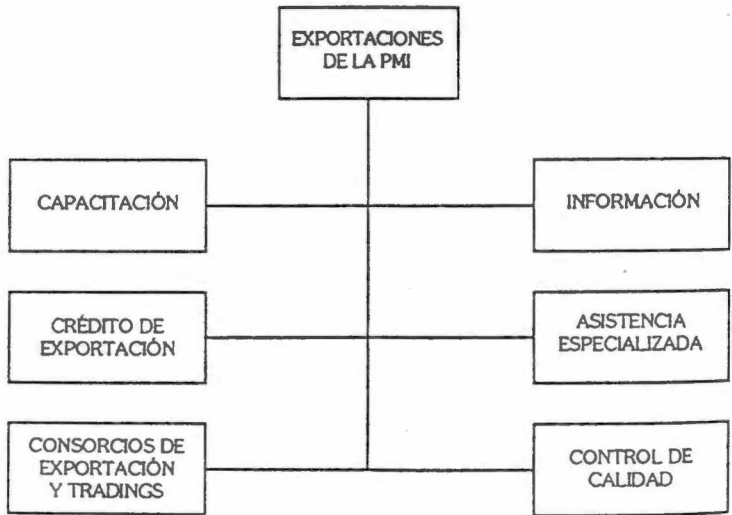 EXPORTACIONES
DE LA PMI
CAPACITACIÓN
INFORMACIÓN
CRÉDITO DE
EXPORTACIÓN
ASISTENCIA
ESPECIALIZADA
CONSORCIOS DE
EXPORTACIÓN
Y TRADINGS
CONTROL DE
CALIDAD